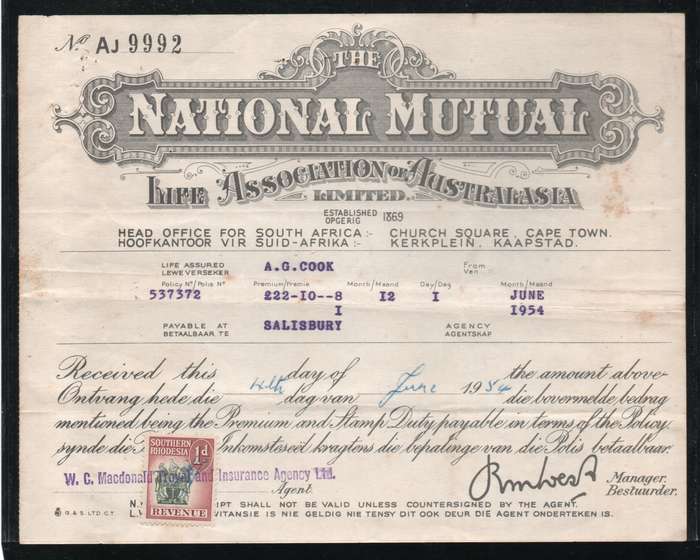 No AJ 9992
THE
NATIONAL MUTUAL
LIFE ASSOCIATION OF AUSTRALASIA
LIMITED.
ESTABLISHED
OPGERIG 1869
HEAD OFFICE FOR SOUTH AFRICA :- CHURCH SQUARE, CAPE TOWN.
HOOFKANTOOR VIR SUID-AFRIKA :- KERKPLEIN, KAAPSTAD.
LIFE ASSURED A.G.COOK From
LEWEVERSEKER Van
Policy No/Polis No Premium/Premie Month/Maand Day/Dag Month/Maand
537372 £22-10--8 12 I JUNE
I 1954
PAYABLE AT SALISBURY AGENCY
BETAALBAAR TE AGENTSKAP
Received this 4th day of June 1954 the amount above-
Ontvang hede die dag van die bovermelde bedrag
mentioned being the Premium and Stamp Duty payable in terms of the Policy
synde die Inkomsteseël kragtens die bepalinge van die Polis betaalbaar.
SOUTHERN RHODESIA 1d
REVENUE
W. C. Macdonald Troyal and Insurance Agency Ltd.
Agent.
Manager.
Bestuurder.
G.& S. LTD. C.T.
N. IPT SHALL NOT BE VALID UNLESS COUNTERSIGNED BY THE AGENT.
L.W. WITANSIE IS NIE GELDIG NIE TENSY DIT OOK DEUR DIE AGENT ONDERTEKEN IS.